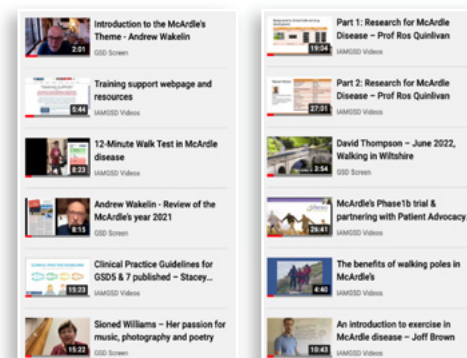 Introduction to the McArdle's
Theme - Andrew Wakelin
2:01
GSD Screen
Training support webpage and
resources
5:44
IAMGSD Videos
12-Minute Walk Test in McArdle
disease
8:23
IAMGSD Videos
Andrew Wakelin - Review of the
McArdle's year 2021
8:15
GSD Screen
Clinical Practice Guidelines for
GSD5 & 7 published – Stacey...
15:23
IAMGSD Videos
Sioned Williams – Her passion for
music, photography and poetry
15:22
GSD Screen
Part 1: Research for McArdle
Disease – Prof Ros Quinlivan
19:04
IAMGSD Videos
Part 2: Research for McArdle
Disease – Prof Ros Quinlivan
27:01
IAMGSD Videos
David Thompson – June 2022,
Walking in Wiltshire
3:54
GSD Screen
McArdle's Phase1b trial &
partnering with Patient Advocacy
26:41
IAMGSD Videos
The benefits of walking poles in
McArdle's
4:40
IAMGSD Videos
An introduction to exercise in
McArdle disease – Joff Brown
10:43
IAMGSD Videos